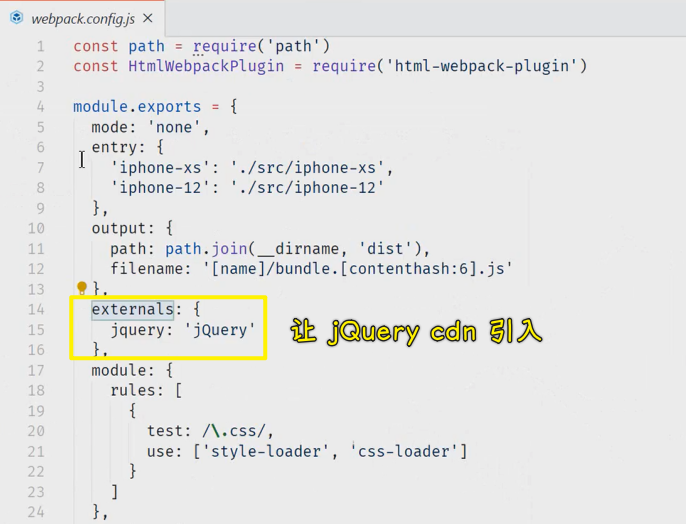 webpack.config.js ×
1 const path = require('path')
2 const HtmlWebpackPlugin = require('html-webpack-plugin')
3
4 module.exports = {
5 mode: 'none',
6 entry: {
7 'iphone-xs': './src/iphone-xs',
8 'iphone-12': './src/iphone-12'
9 },
10 output: {
11 path: path.join(__dirname, 'dist'),
12 filename: '[name]/bundle.[contenthash:6].js'
13 },
14 externals: {
15 jquery: 'jQuery'
让 jQuery cdn 引入
16 },
17 module: {
18 rules: [
19 {
20 test: /\.css/,
21 use: ['style-loader', 'css-loader']
22 }
23 ]
24 },